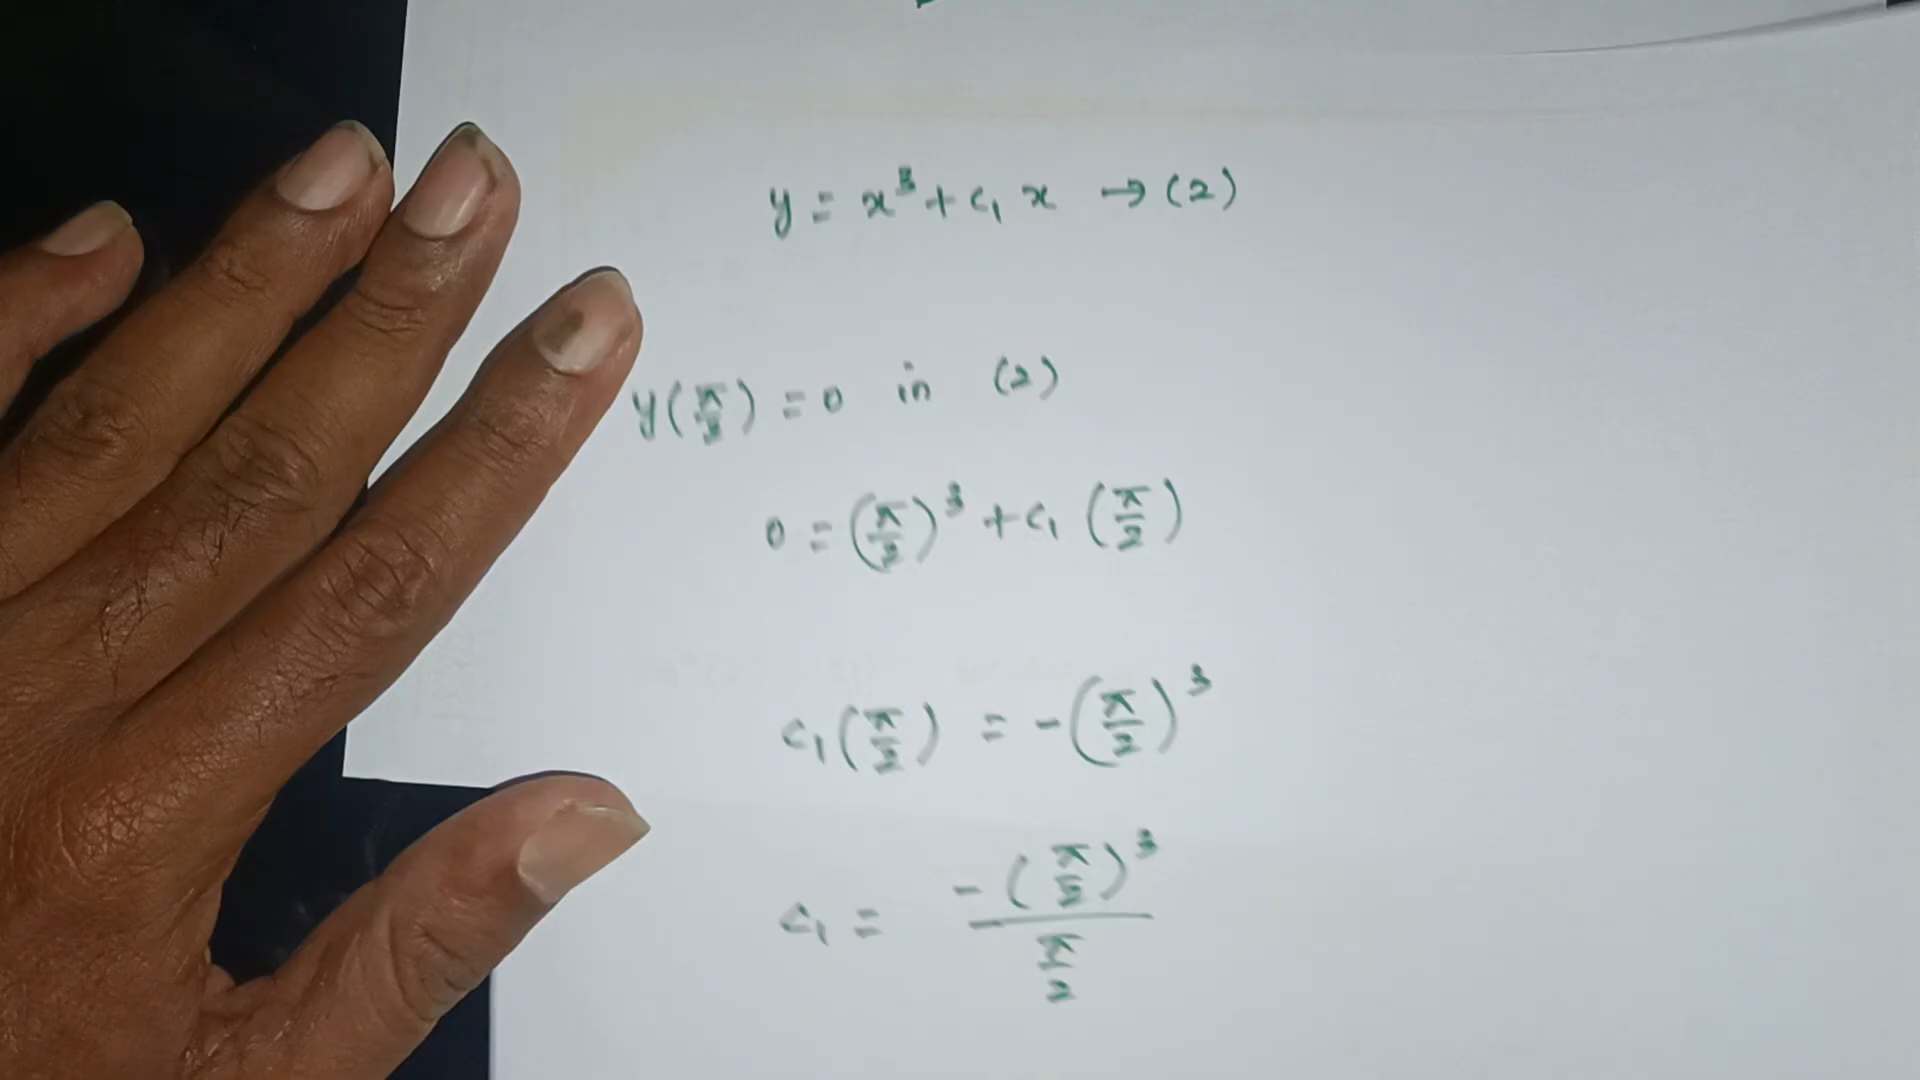 y = x³ + c₁ x → (2)
y(π/2) = 0 in (2)
0 = (π/2)³ + c₁ (π/2)
c₁(π/2) = -(π/2)³
c₁ = -(π/2)³ / π/2